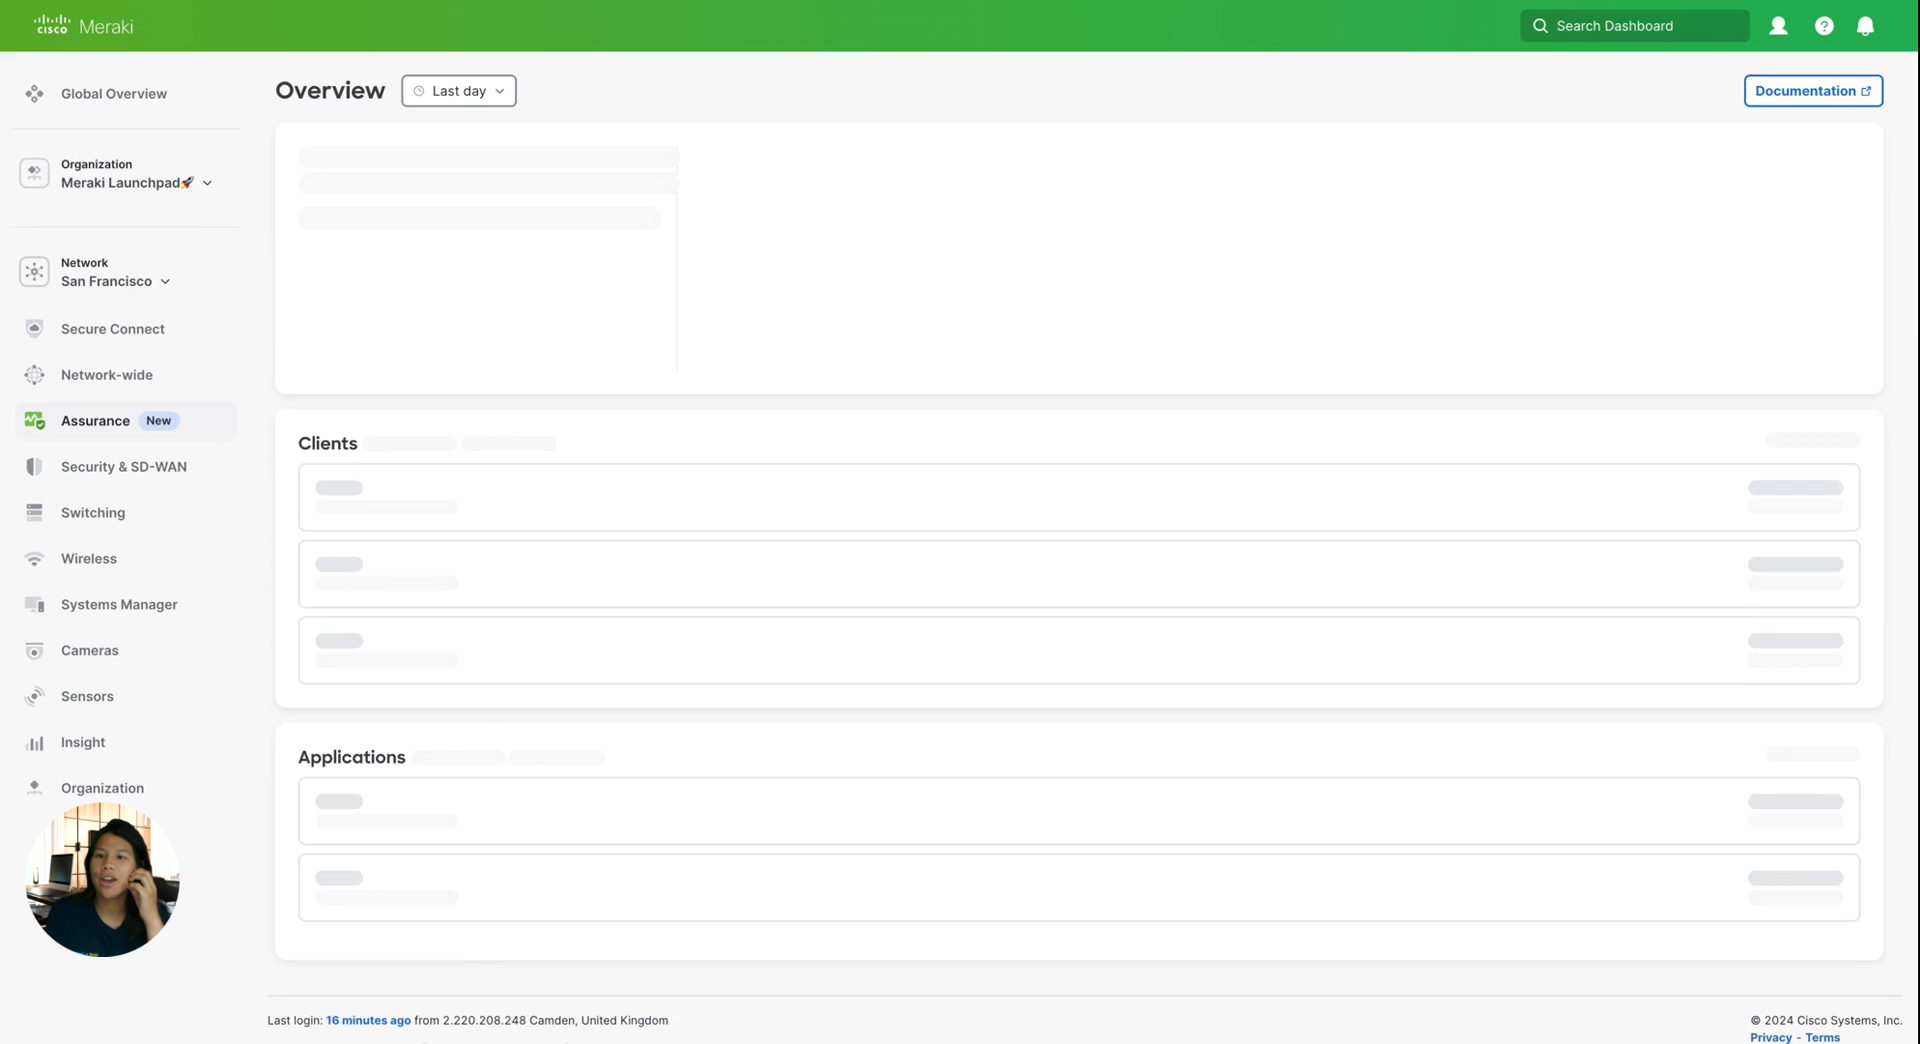 cisco Meraki
Search Dashboard
?
Global Overview
Organization
Meraki Launchpad🚀
Network
San Francisco
Secure Connect
Network-wide
Assurance New
Security & SD-WAN
Switching
Wireless
Systems Manager
Cameras
Sensors
Insight
Organization
Overview
Last day
Documentation
Clients
Applications
Last login: 16 minutes ago from 2.220.208.248 Camden, United Kingdom
© 2024 Cisco Systems, Inc.
Privacy - Terms